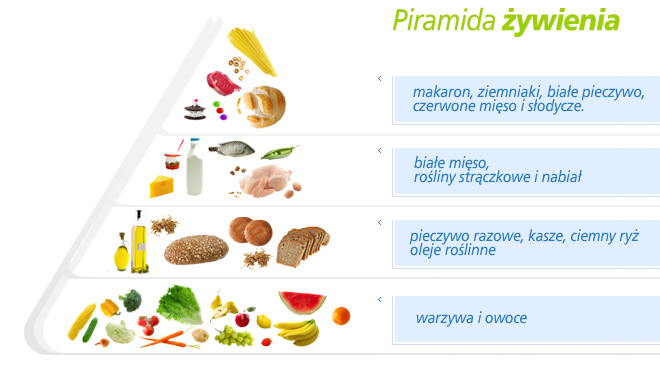 Piramida żywienia
makaron, ziemniaki, białe pieczywo,
czerwone mięso i słodycze.
białe mięso,
rośliny strączkowe i nabiał
pieczywo razowe, kasze, ciemny ryż
oleje roślinne
warzywa i owoce